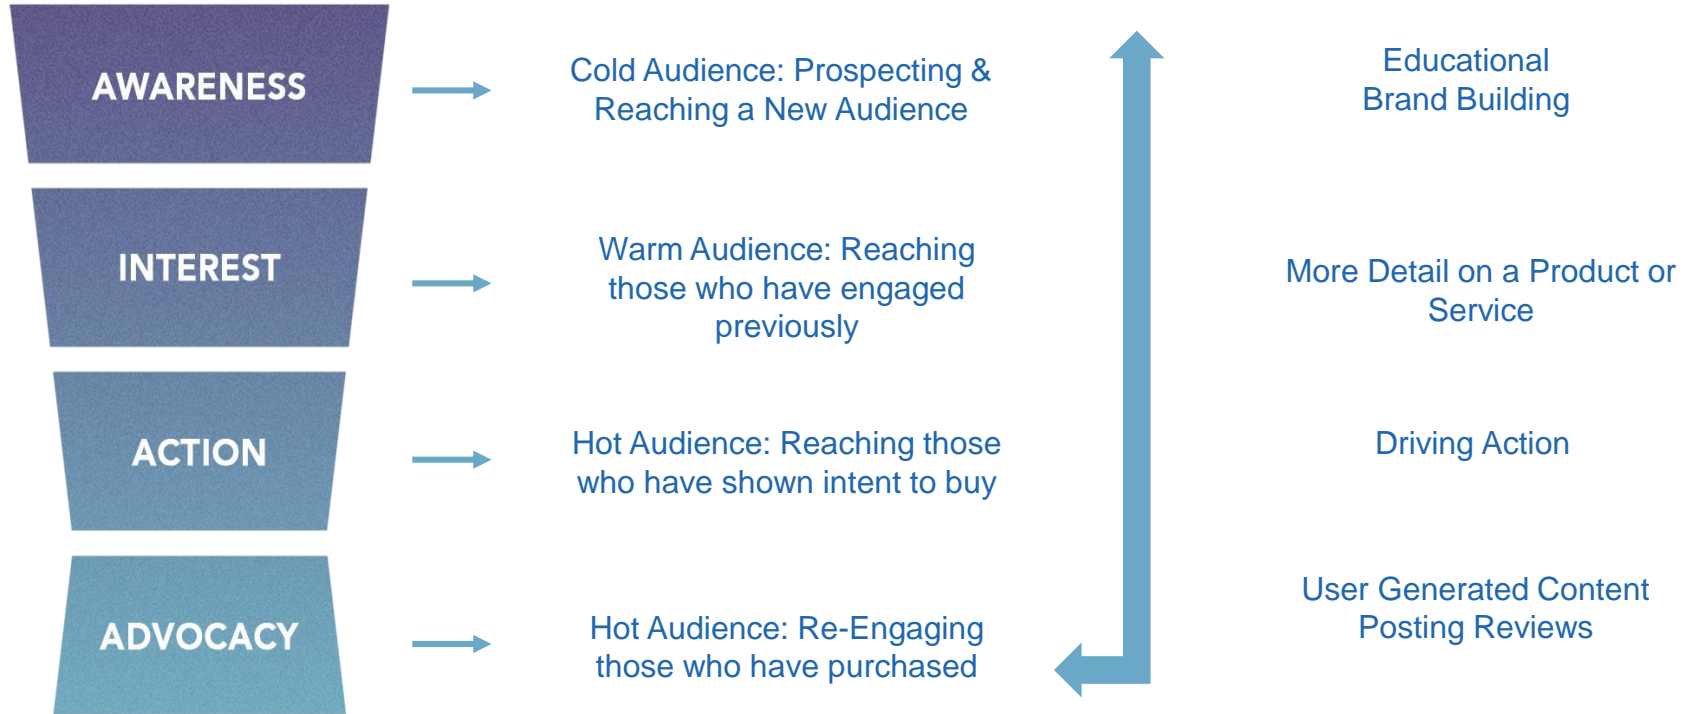 AWARENESS
Cold Audience: Prospecting &
Reaching a New Audience
Educational
Brand Building
INTEREST
Warm Audience: Reaching
those who have engaged
previously
More Detail on a Product or
Service
ACTION
Hot Audience: Reaching those
who have shown intent to buy
Driving Action
ADVOCACY
Hot Audience: Re-Engaging
those who have purchased
User Generated Content
Posting Reviews